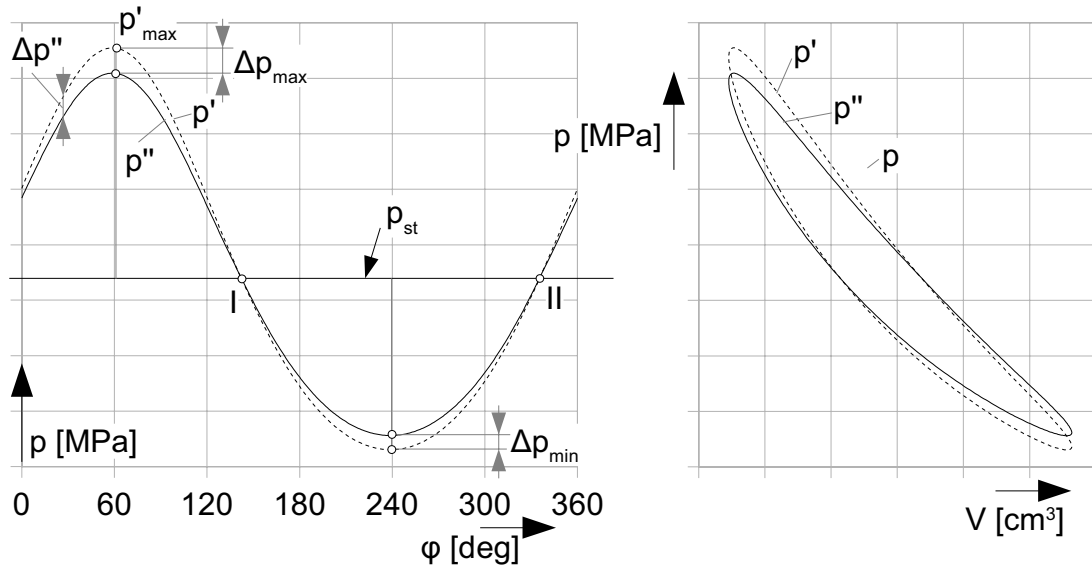 p'max
Δp''
Δpmax
p'
p''
pst
I
II
p [MPa]
Δpmin
0 60 120 180 240 300 360
φ [deg]
p'
p''
p [MPa]
p
V [cm³]